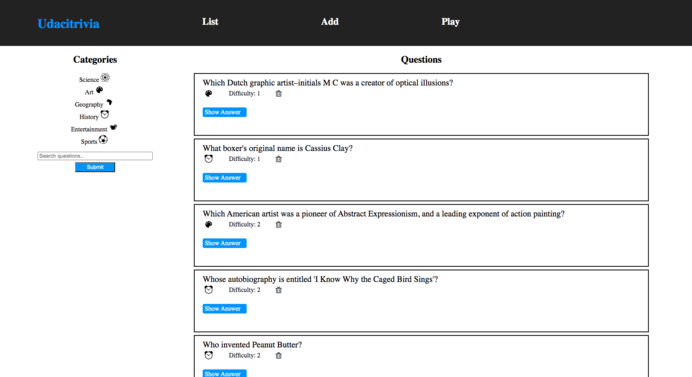 Udacitrivia
List
Add
Play
Categories
Science
Art
Geography
History
Entertainment
Sports
Search questions...
Submit
Questions
Which Dutch graphic artist–initials M C was a creator of optical illusions?
Difficulty: 1
Show Answer
What boxer's original name is Cassius Clay?
Difficulty: 1
Show Answer
Which American artist was a pioneer of Abstract Expressionism, and a leading exponent of action painting?
Difficulty: 2
Show Answer
Whose autobiography is entitled 'I Know Why the Caged Bird Sings'?
Difficulty: 2
Show Answer
Who invented Peanut Butter?
Difficulty: 2
Show Answer